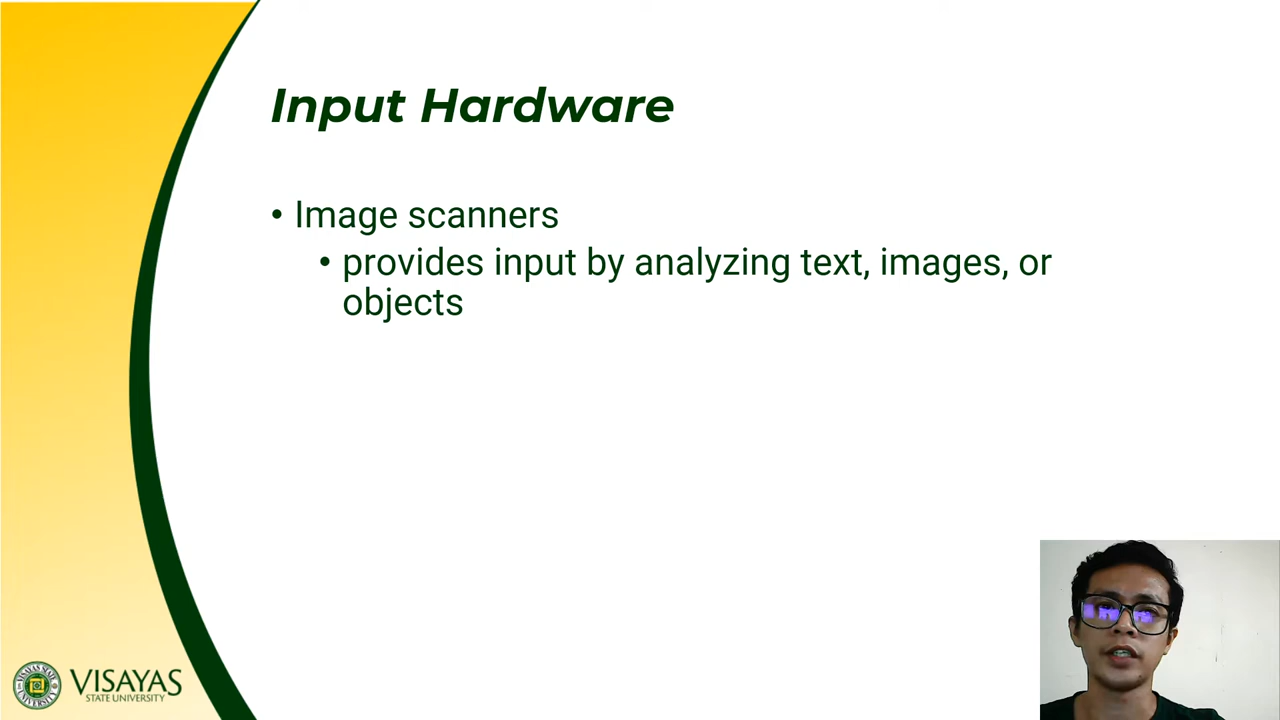 Input Hardware
• Image scanners
• provides input by analyzing text, images, or
objects
VISAYAS
STATE UNIVERSITY